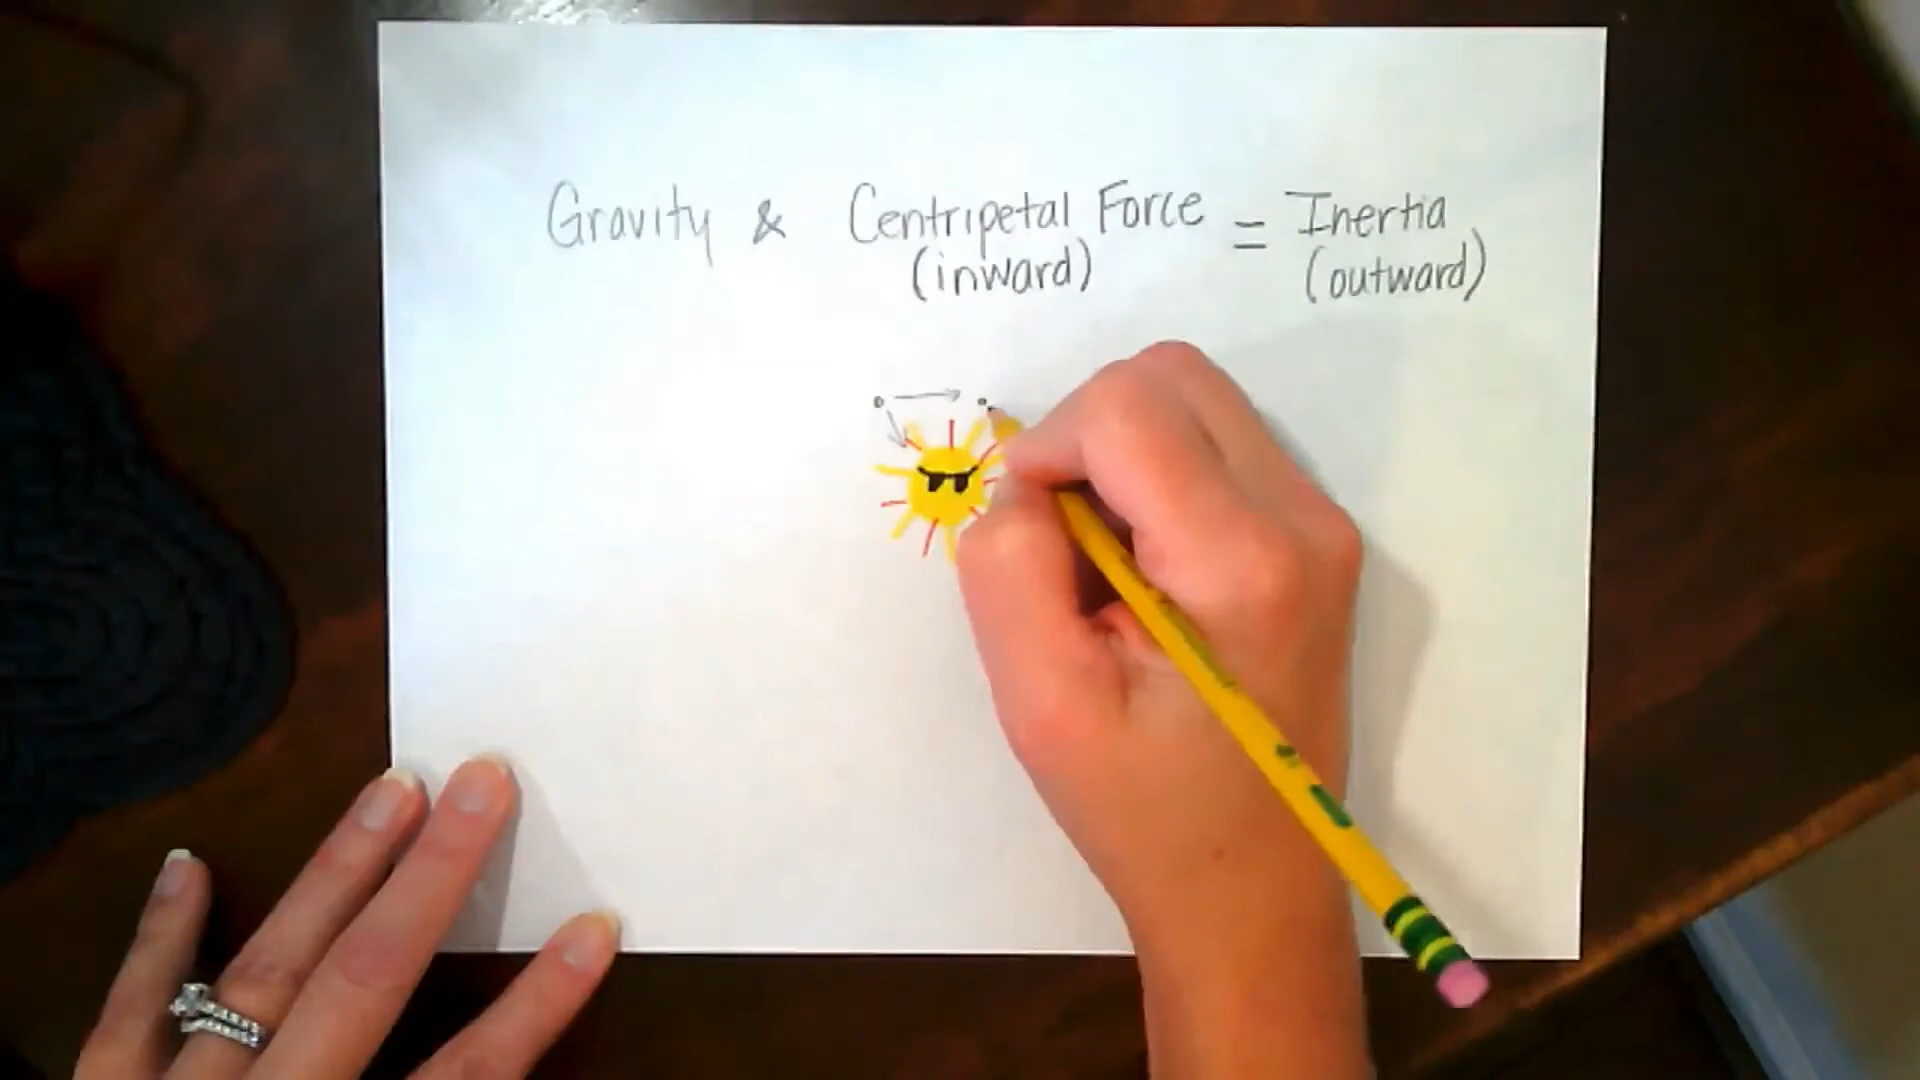 Gravity & Centripetal Force = Inertia
(inward) (outward)